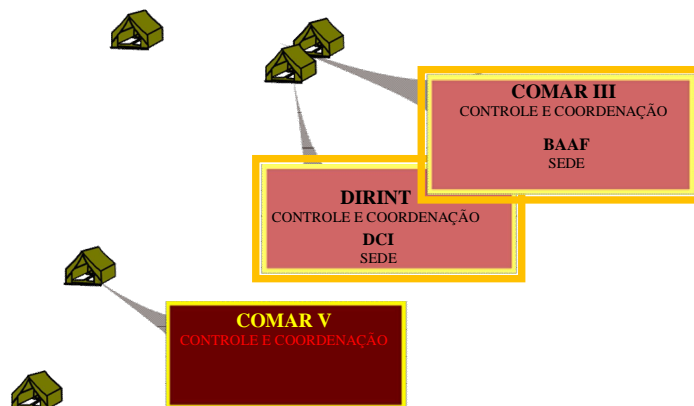 COMAR III
CONTROLE E COORDENAÇÃO
BAAF
SEDE
DIRINT
CONTROLE E COORDENAÇÃO
DCI
SEDE
COMAR V
CONTROLE E COORDENAÇÃO